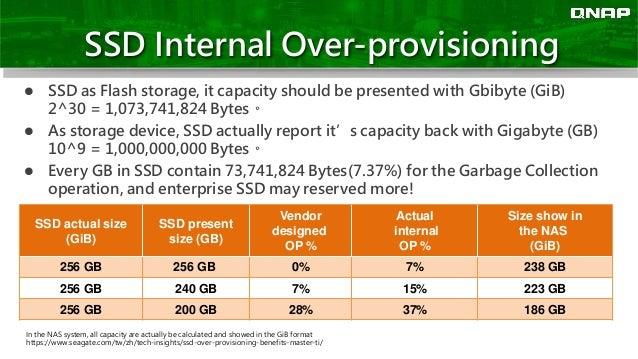 QNAP
SSD Internal Over-provisioning
● SSD as Flash storage, it capacity should be presented with Gbibyte (GiB)
2^30 = 1,073,741,824 Bytes。
● As storage device, SSD actually report it’s capacity back with Gigabyte (GB)
10^9 = 1,000,000,000 Bytes。
● Every GB in SSD contain 73,741,824 Bytes(7.37%) for the Garbage Collection
operation, and enterprise SSD may reserved more!
SSD actual size (GiB) SSD present size (GB) Vendor designed OP % Actual internal OP % Size show in the NAS (GiB)
256 GB 256 GB 0% 7% 238 GB
256 GB 240 GB 7% 15% 223 GB
256 GB 200 GB 28% 37% 186 GB
In the NAS system, all capacity are actually be calculated and showed in the GiB format
https://www.seagate.com/tw/zh/tech-insights/ssd-over-provisioning-benefits-master-ti/